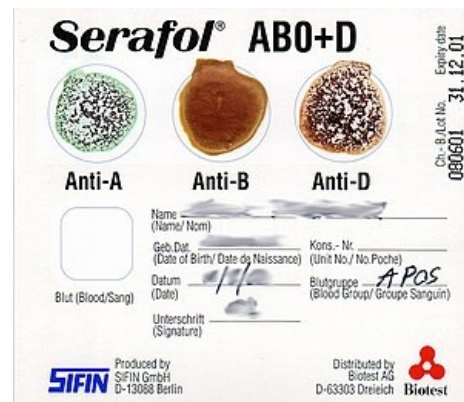 Serafol® ABO+D
Anti-A Anti-B Anti-D
Ch.-B./Lot No. Expiry date
080601 31.12.01
Name
(Name/ Nom)
Geb.Dat.
(Date of Birth/ Date de Naissance)
Kons.- Nr.
(Unit No./ No.Poche)
Datum
(Date)
Blutgruppe A POS
(Blood Group/ Groupe Sanguin)
Unterschrift
(Signature)
Blut (Blood/Sang)
SIFIN
Produced by
SIFIN GmbH
D-13088 Berlin
Distributed by
Biotest AG
D-63303 Dreieich
Biotest